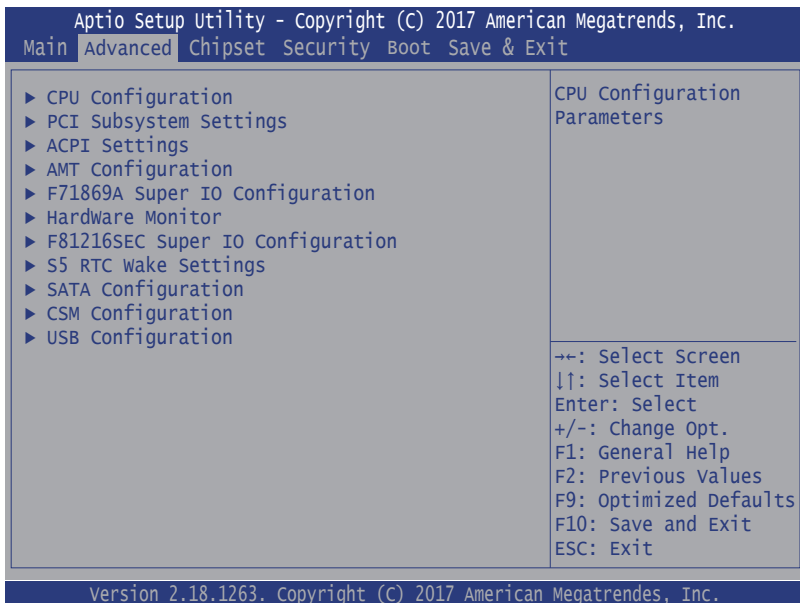 Aptio Setup Utility - Copyright (C) 2017 American Megatrends, Inc.
Main Advanced Chipset Security Boot Save & Exit
▶ CPU Configuration
▶ PCI Subsystem Settings
▶ ACPI Settings
▶ AMT Configuration
▶ F71869A Super IO Configuration
▶ HardWare Monitor
▶ F81216SEC Super IO Configuration
▶ S5 RTC Wake Settings
▶ SATA Configuration
▶ CSM Configuration
▶ USB Configuration
CPU Configuration
Parameters
→←: Select Screen
↓↑: Select Item
Enter: Select
+/-: Change Opt.
F1: General Help
F2: Previous Values
F9: Optimized Defaults
F10: Save and Exit
ESC: Exit
Version 2.18.1263. Copyright (C) 2017 American Megatrendes, Inc.